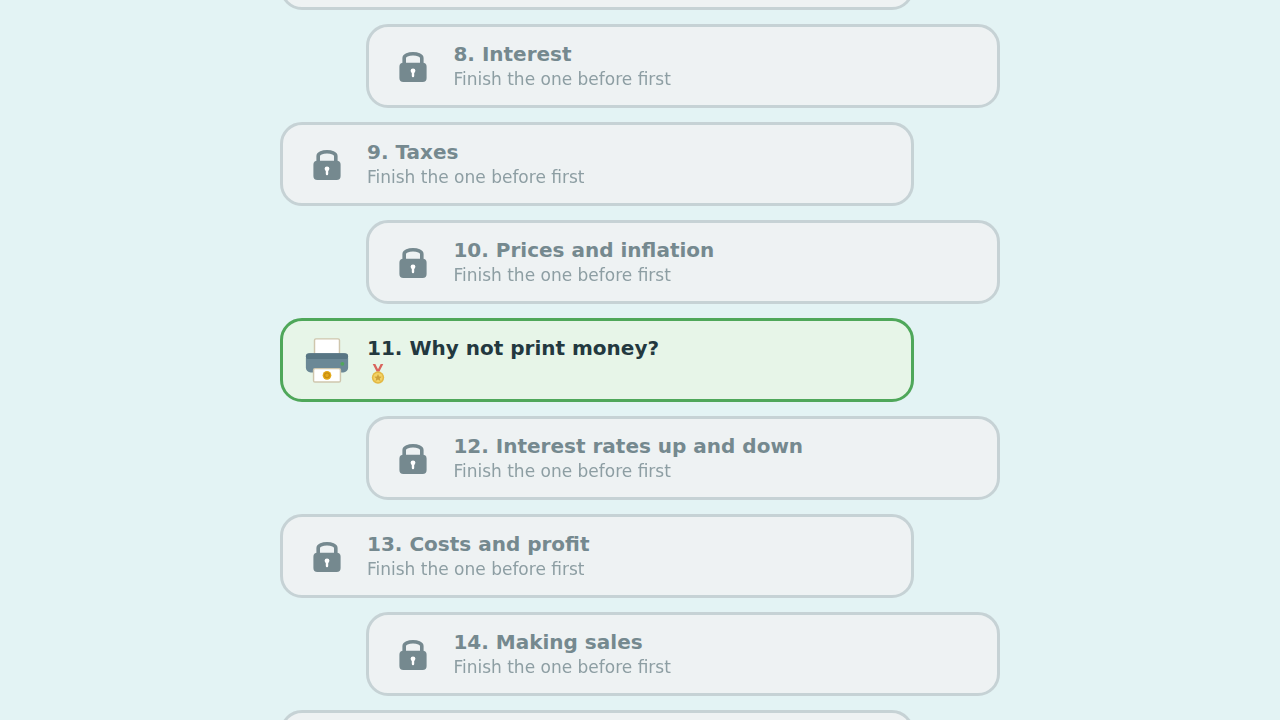 8. Interest
Finish the one before first
9. Taxes
Finish the one before first
10. Prices and inflation
Finish the one before first
11. Why not print money?
12. Interest rates up and down
Finish the one before first
13. Costs and profit
Finish the one before first
14. Making sales
Finish the one before first